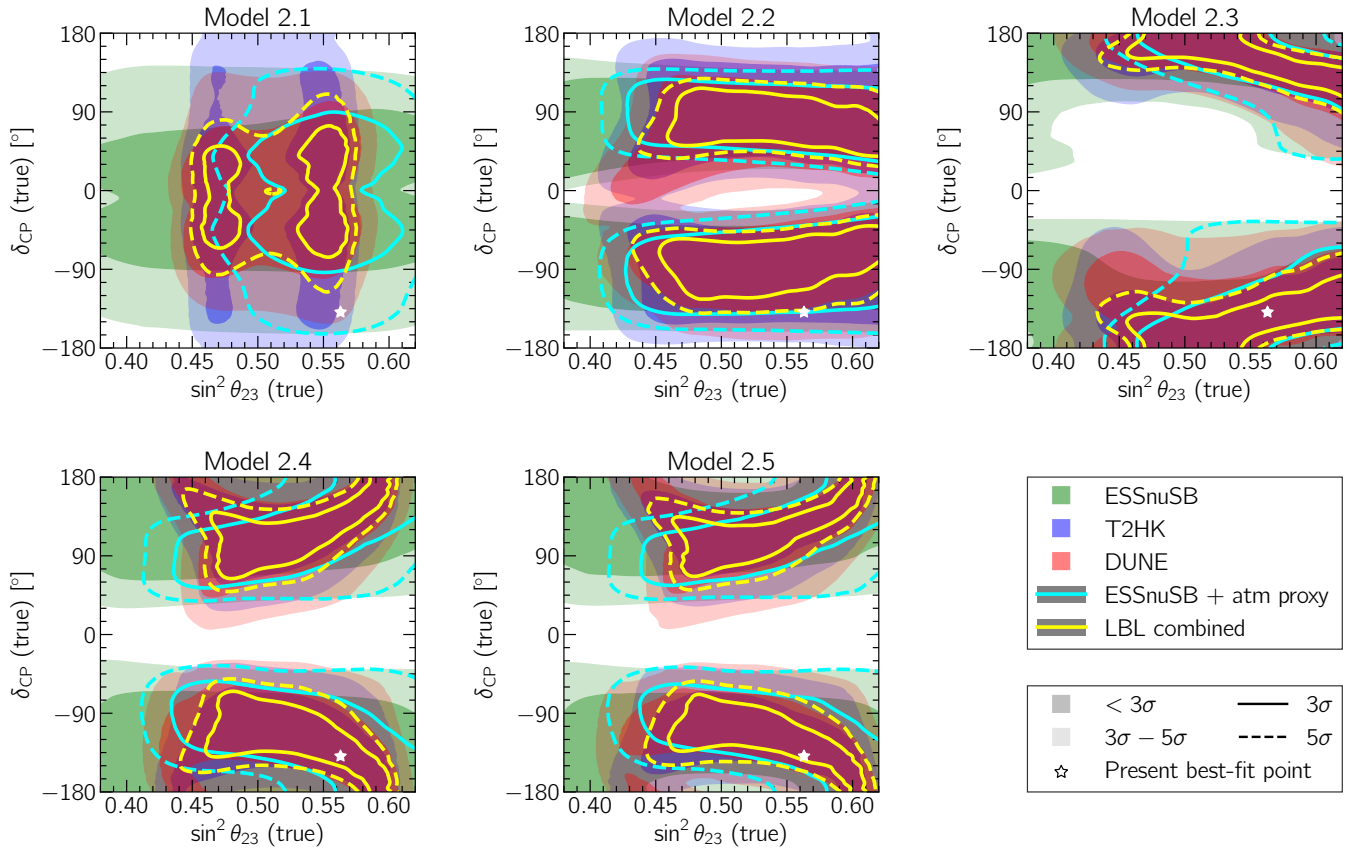 Model 2.1
Model 2.2
Model 2.3
180
90
0
−90
−180
δCP (true) [°]
0.40 0.45 0.50 0.55 0.60
sin² θ23 (true)
180
90
0
−90
−180
δCP (true) [°]
0.40 0.45 0.50 0.55 0.60
sin² θ23 (true)
180
90
0
−90
−180
δCP (true) [°]
0.40 0.45 0.50 0.55 0.60
sin² θ23 (true)
Model 2.4
Model 2.5
180
90
0
−90
−180
δCP (true) [°]
0.40 0.45 0.50 0.55 0.60
sin² θ23 (true)
180
90
0
−90
−180
δCP (true) [°]
0.40 0.45 0.50 0.55 0.60
sin² θ23 (true)
ESSnuSB
T2HK
DUNE
ESSnuSB + atm proxy
LBL combined
< 3σ 3σ
3σ − 5σ 5σ
Present best-fit point